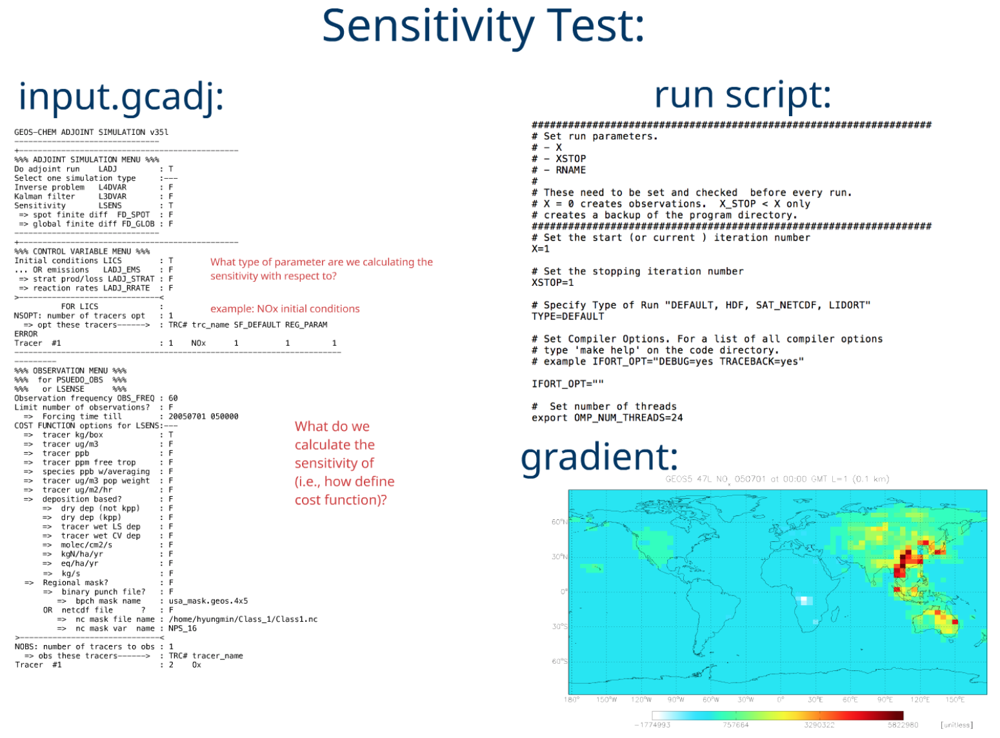 Sensitivity Test:
input.gcadj:
GEOS-CHEM ADJOINT SIMULATION v35l
------------------------------
+----------------------------------------------
%%% ADJOINT SIMULATION MENU %%%
Do adjoint run    LADJ         : T
Select one simulation type     :---
Inverse problem   L4DVAR       : F
Kalman filter     L3DVAR       : F
Sensitivity       LSENS        : T
 => spot finite diff  FD_SPOT  : F
 => global finite diff FD_GLOB : F
------------------------------
+----------------------------------------------
%%% CONTROL VARIABLE MENU %%%
Initial conditions LICS        : T
... OR emissions   LADJ_EMS    : F
 => strat prod/loss LADJ_STRAT : F
 => reaction rates LADJ_RRATE  : F
>------------------------------<
          FOR LICS             :
NSOPT: number of tracers opt   : 1
  => opt these tracers------>  : TRC# trc_name SF_DEFAULT REG_PARAM
ERROR
Tracer  #1                     : 1    NOx      1          1         1
----------------------------------------------------------------------
---------
%%% OBSERVATION MENU %%%
%%%  for PSUEDO_OBS  %%%
%%%   or LSENSE      %%%
Observation frequency OBS_FREQ : 60
Limit number of observations?  : F
  =>  Forcing time till        : 20050701 050000
COST FUNCTION options for LSENS:---
  =>  tracer kg/box            : T
  =>  tracer ug/m3             : F
  =>  tracer ppb               : F
  =>  tracer ppm free trop     : F
  =>  species ppb w/averaging  : F
  =>  tracer ug/m3 pop weight  : F
  =>  tracer ug/m2/hr          : F
  =>  deposition based?        : F
      =>  dry dep (not kpp)    : F
      =>  dry dep (kpp)        : F
      =>  tracer wet LS dep    : F
      =>  tracer wet CV dep    : F
      =>  molec/cm2/s          : F
      =>  kgN/ha/yr            : F
      =>  eq/ha/yr             : F
      =>  kg/s                 : F
  =>  Regional mask?           : F
      =>  binary punch file?   : F
         =>  bpch mask name    : usa_mask.geos.4x5
      OR  netcdf file      ?   : F
         =>  nc mask file name : /home/hyungmin/Class_1/Class1.nc
         =>  nc mask var  name : NPS_16
>------------------------------<
NOBS: number of tracers to obs : 1
  => obs these tracers------>  : TRC# tracer_name
Tracer  #1                     : 2    Ox
What type of parameter are we calculating the
sensitivity with respect to?
example: NOx initial conditions
What do we
calculate the
sensitivity of
(i.e., how define
cost function)?
run script:
##################################################################
# Set run parameters.
# - X
# - XSTOP
# - RNAME
#
# These need to be set and checked  before every run.
# X = 0 creates observations.  X_STOP < X only
# creates a backup of the program directory.
##################################################################
# Set the start (or current ) iteration number
X=1
# Set the stopping iteration number
XSTOP=1
# Specify Type of Run "DEFAULT, HDF, SAT_NETCDF, LIDORT"
TYPE=DEFAULT
# Set Compiler Options. For a list of all compiler options
# type 'make help' on the code directory.
# example IFORT_OPT="DEBUG=yes TRACEBACK=yes"
IFORT_OPT=""
#  Set number of threads
export OMP_NUM_THREADS=24
gradient:
GEOS5 47L NOx 050701 at 00:00 GMT L=1 (0.1 km)
60°N
30°N
0°
30°S
60°S
180° 150°W 120°W 90°W 60°W 30°W 0° 30°E 60°E 90°E 120°E 150°E
-1774993 757664 3290322 5822980 [unitless]